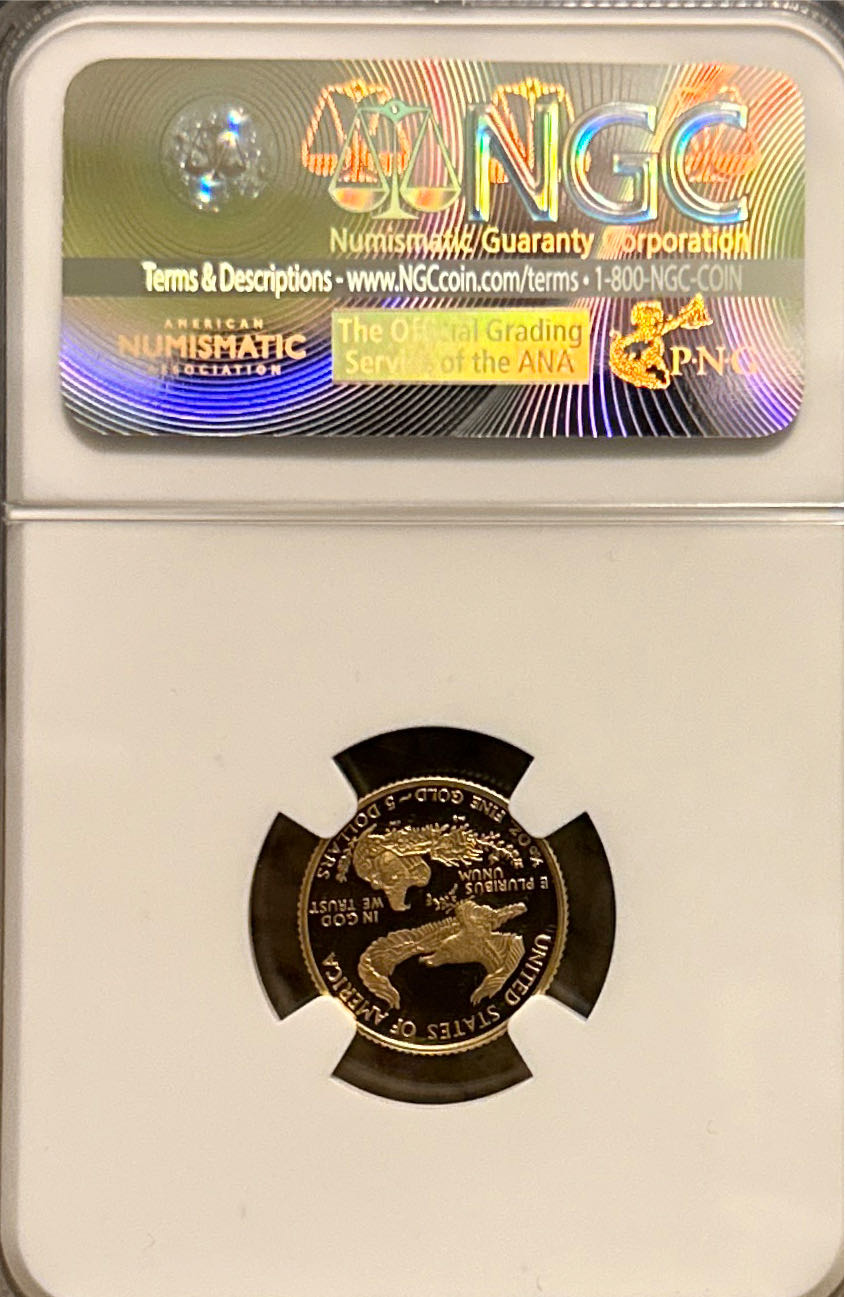 NGC
Numismatic Guaranty Corporation
Terms & Descriptions - www.NGCcoin.com/terms • 1-800-NGC-COIN
AMERICAN
NUMISMATIC
ASSOCIATION
The Official Grading
Service of the ANA
P·N·G
UNITED STATES OF AMERICA
IN GOD
WE TRUST
E PLURIBUS
UNUM
1/10 OZ. FINE GOLD~5 DOLLARS